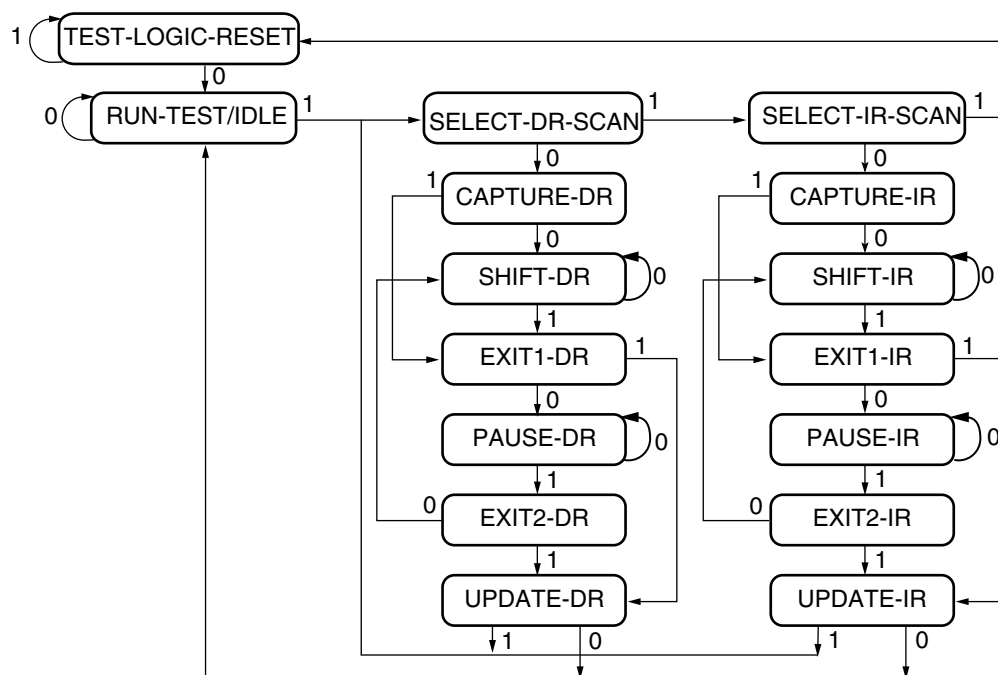 1
TEST-LOGIC-RESET
0
0
RUN-TEST/IDLE
1
SELECT-DR-SCAN
1
SELECT-IR-SCAN
1
0
0
1
CAPTURE-DR
1
CAPTURE-IR
0
0
SHIFT-DR
0
SHIFT-IR
0
1
1
EXIT1-DR
1
EXIT1-IR
1
0
0
PAUSE-DR
0
PAUSE-IR
0
1
1
0
EXIT2-DR
0
EXIT2-IR
1
1
UPDATE-DR
UPDATE-IR
1
0
1
0